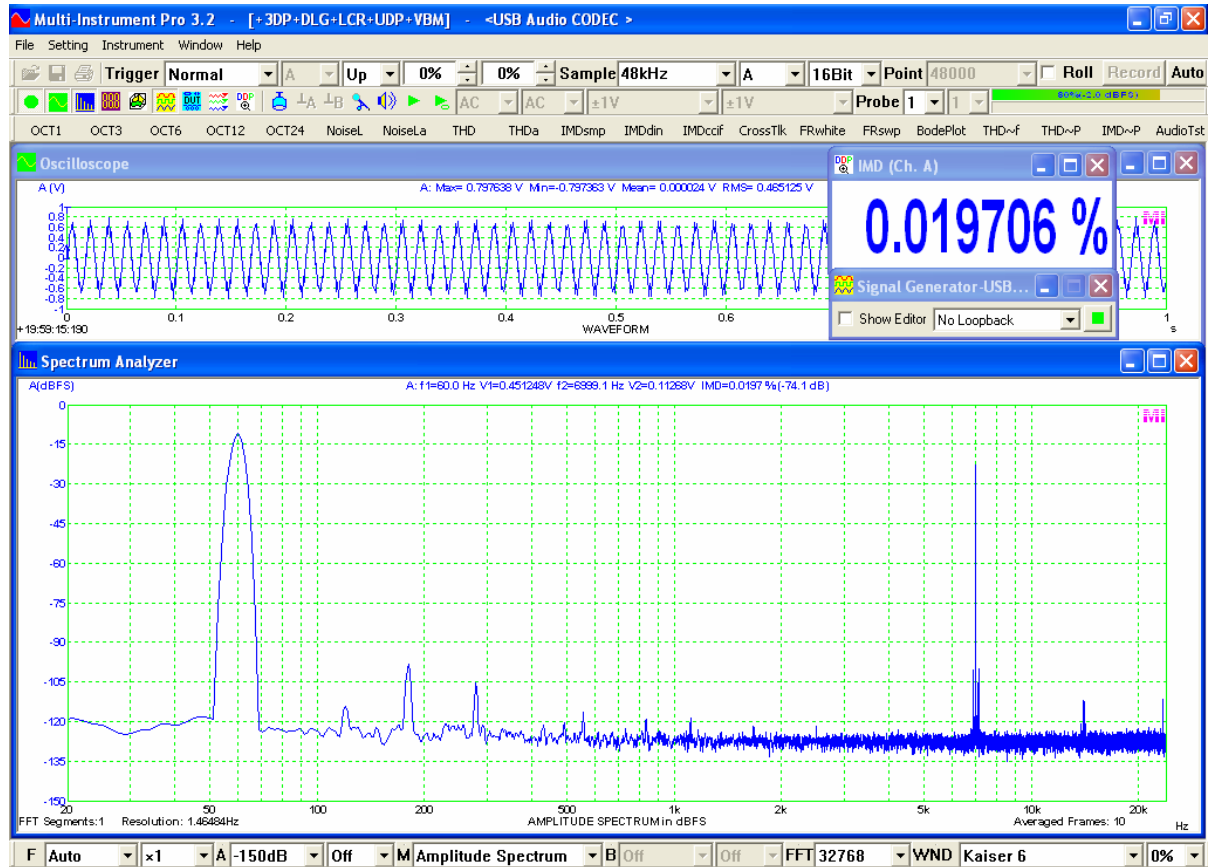 Multi-Instrument Pro 3.2 - [+3DP+DLG+LCR+UDP+VBM] - <USB Audio CODEC >
File Setting Instrument Window Help
Trigger Normal A Up 0% 0% Sample 48kHz A 16Bit Point 48000 Roll Record Auto
AC AC ±1V ±1V Probe 1 1 80%(-2.0 dBFS)
OCT1 OCT3 OCT6 OCT12 OCT24 NoiseL NoiseLa THD THDa IMDsmp IMDdin IMDccif CrossTlk FRwhite FRswp BodePlot THD~f THD~P IMD~P AudioTst
Oscilloscope
A (V)
A: Max= 0.797638 V Min=-0.797363 V Mean= 0.000024 V RMS= 0.465125 V
1
0.8
0.6
0.4
0.2
0
-0.2
-0.4
-0.6
-0.8
-1
0 0.1 0.2 0.3 0.4 0.5 0.6 1
+19:59:15:190 WAVEFORM s
MI
IMD (Ch. A)
0.019706 %
Signal Generator-USB...
Show Editor No Loopback
Spectrum Analyzer
A(dBFS)
A: f1=60.0 Hz V1=0.451248V f2=6999.1 Hz V2=0.11268V IMD=0.0197 %(-74.1 dB)
MI
0
-15
-30
-45
-60
-75
-90
-105
-120
-135
-150
20 50 100 200 500 1k 2k 5k 10k 20k
FFT Segments:1 Resolution: 1.46484Hz AMPLITUDE SPECTRUM in dBFS Averaged Frames: 10 Hz
F Auto ×1 A -150dB Off M Amplitude Spectrum B Off Off FFT 32768 WND Kaiser 6 0%